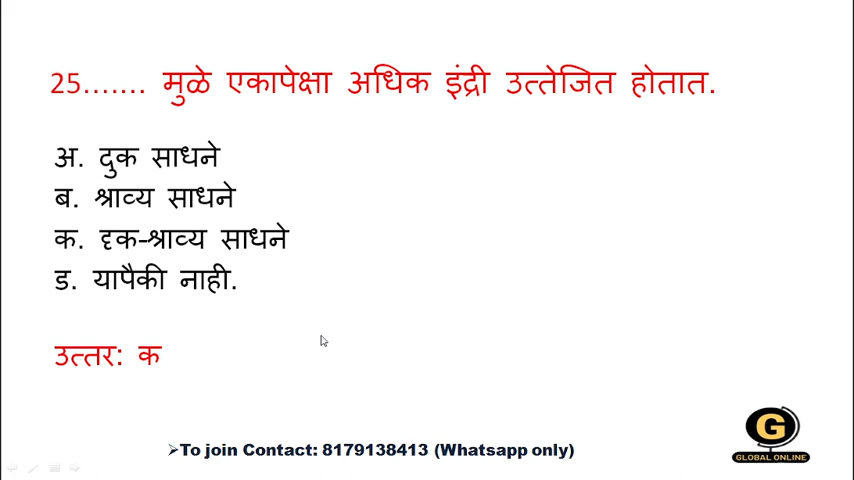 25....... मुळे एकापेक्षा अधिक इंद्री उत्तेजित होतात.
अ. दुक साधने
ब. श्राव्य साधने
क. दृक-श्राव्य साधने
ड. यापैकी नाही.
उत्तर: क
➢To join Contact: 8179138413 (Whatsapp only)
G
GLOBAL ONLINE